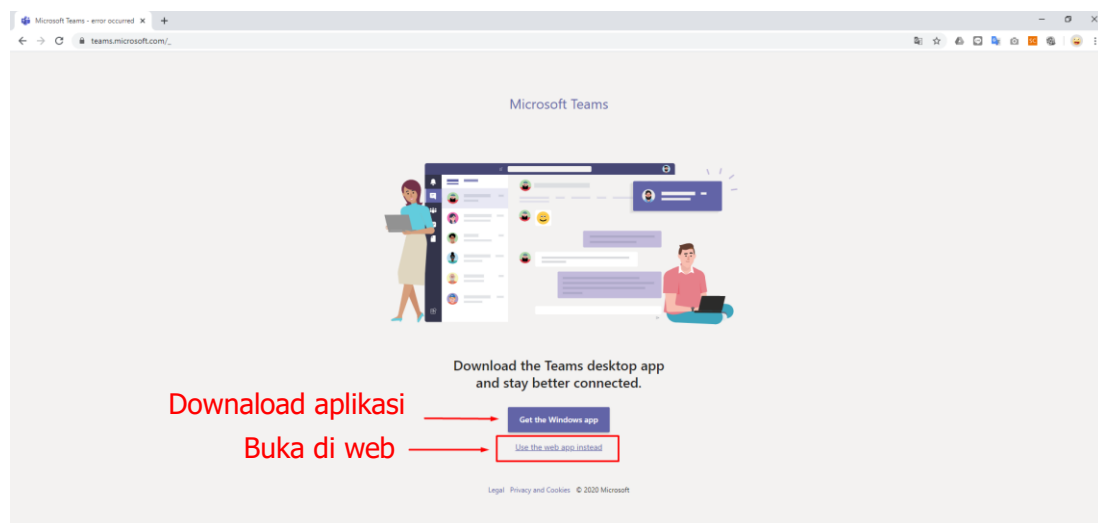 Microsoft Teams - error occurred
teams.microsoft.com/_
Microsoft Teams
Download the Teams desktop app
and stay better connected.
Downaload aplikasi
Get the Windows app
Buka di web
Use the web app instead
Legal Privacy and Cookies © 2020 Microsoft